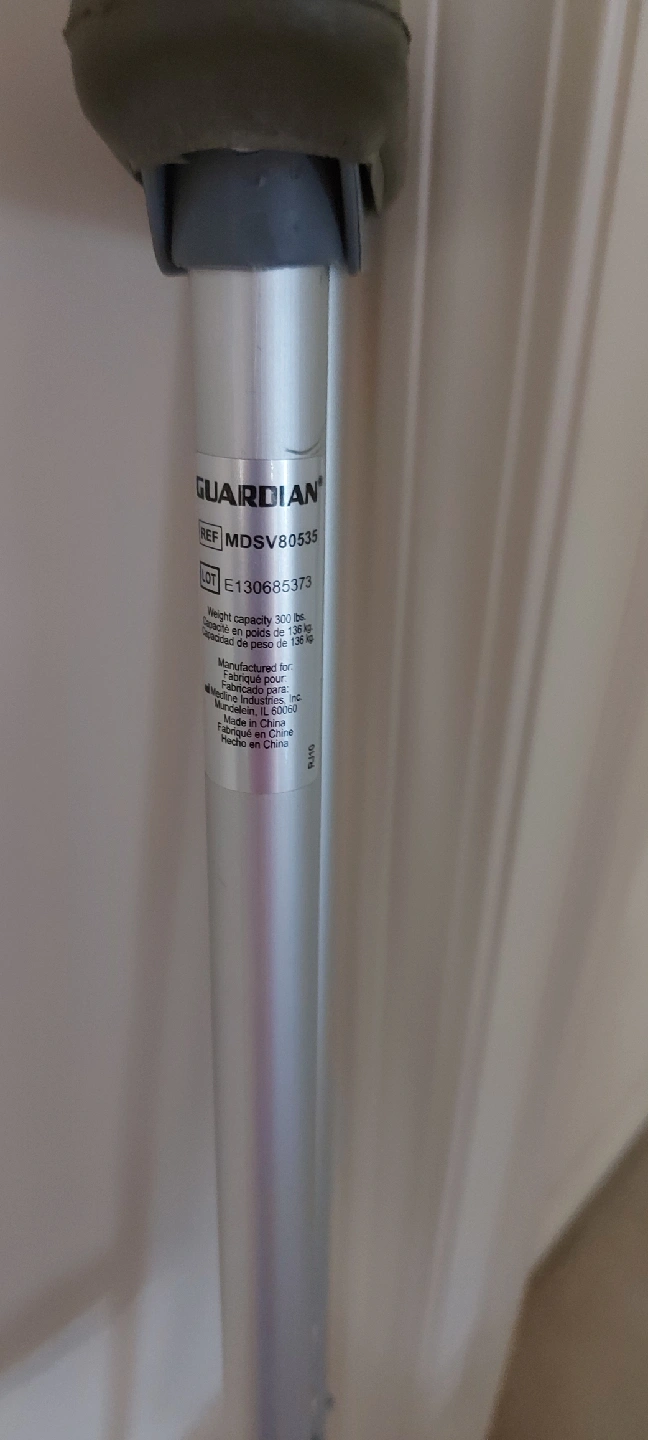 GUARDIAN®
REF MDSV80535
LOT E130685373
Weight capacity 300 lbs.
Capacité en poids de 136 kg.
Capacidad de peso de 136 kg.
Manufactured for:
Fabriqué pour:
Fabricado para:
Medline Industries, Inc.
Mundelein, IL 60060
Made in China
Fabriqué en Chine
Hecho en China
RJ10